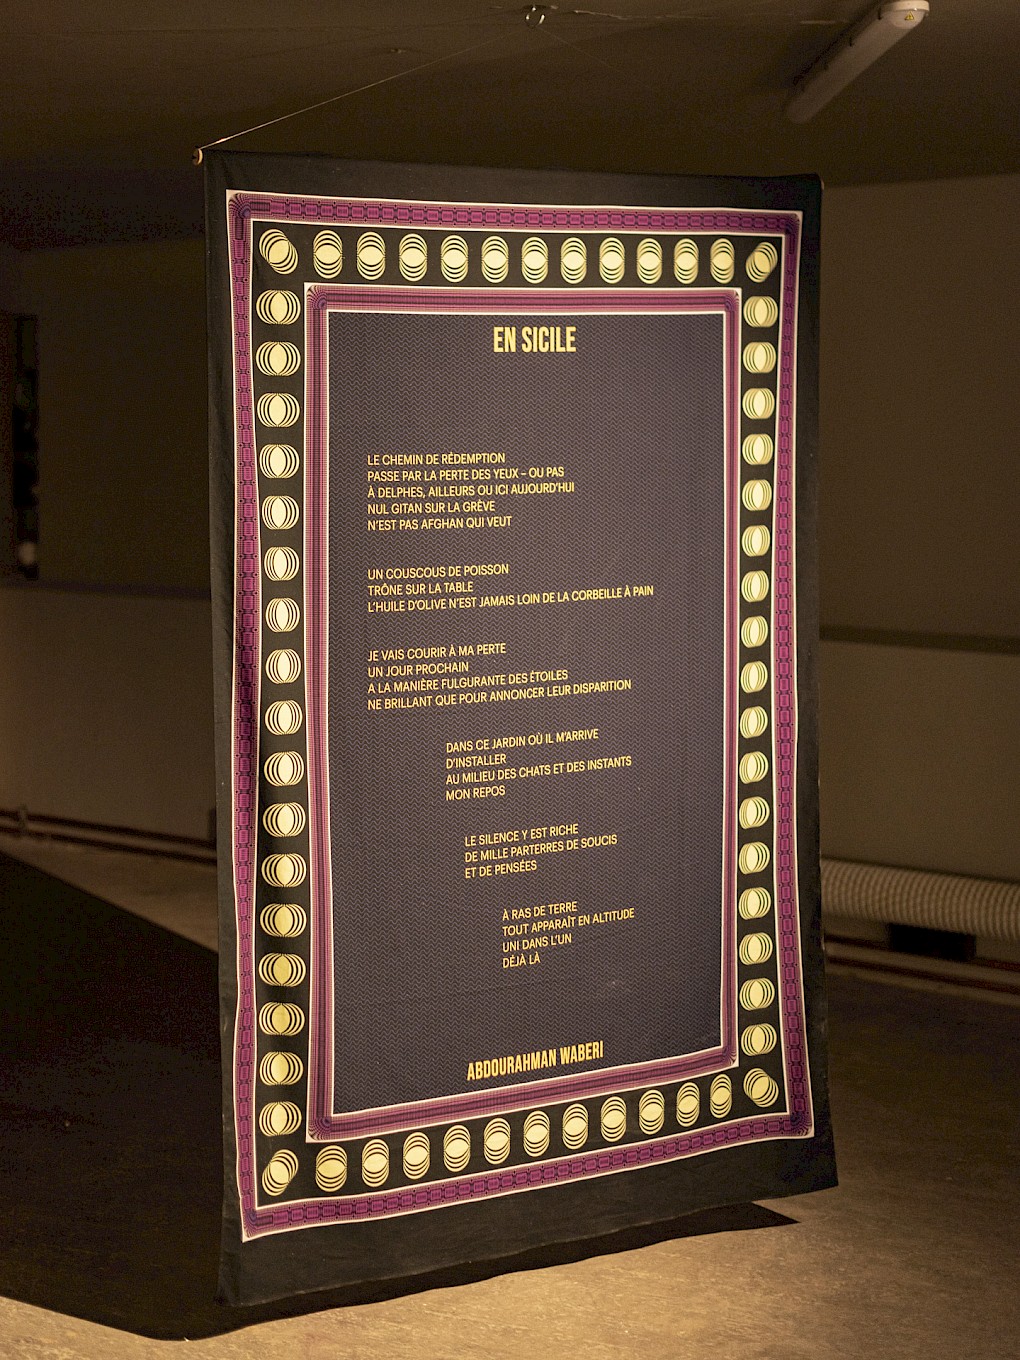 EN SICILE
LE CHEMIN DE RÉDEMPTION
PASSE PAR LA PERTE DES YEUX – OU PAS
À DELPHES, AILLEURS OU ICI AUJOURD'HUI
NUL GITAN SUR LA GRÈVE
N'EST PAS AFGHAN QUI VEUT
UN COUSCOUS DE POISSON
TRÔNE SUR LA TABLE
L'HUILE D'OLIVE N'EST JAMAIS LOIN DE LA CORBEILLE À PAIN
JE VAIS COURIR À MA PERTE
UN JOUR PROCHAIN
A LA MANIÈRE FULGURANTE DES ÉTOILES
NE BRILLANT QUE POUR ANNONCER LEUR DISPARITION
DANS CE JARDIN OÙ IL M'ARRIVE
D'INSTALLER
AU MILIEU DES CHATS ET DES INSTANTS
MON REPOS
LE SILENCE Y EST RICHE
DE MILLE PARTERRES DE SOUCIS
ET DE PENSÉES
À RAS DE TERRE
TOUT APPARAÎT EN ALTITUDE
UNI DANS L'UN
DÉJÀ LÀ
ABDOURAHMAN WABERI